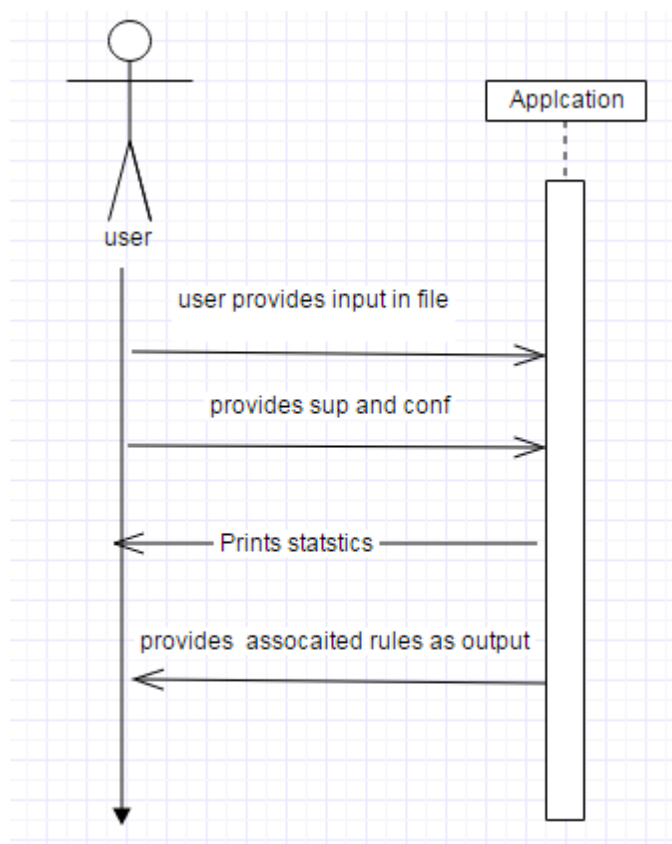 Applcation
user
user provides input in file
provides sup and conf
Prints statstics
provides assocaited rules as output